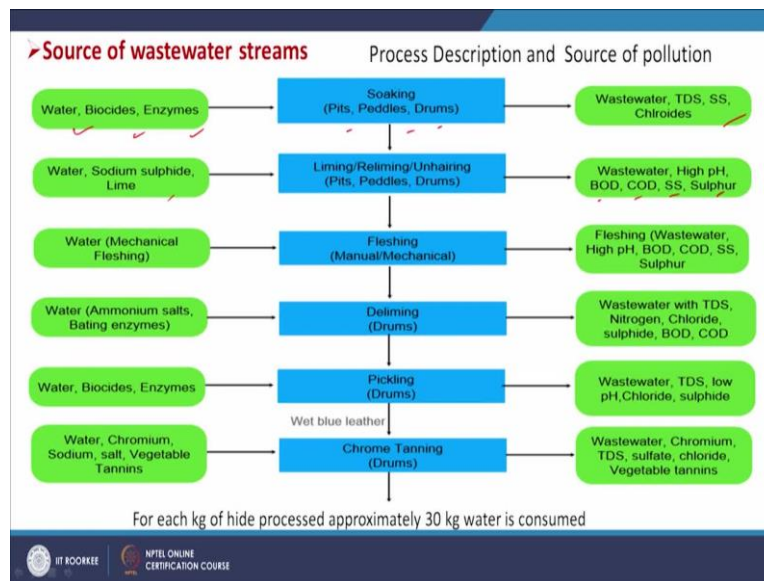 ➤Source of wastewater streams
Process Description and Source of pollution
Water, Biocides, Enzymes
Soaking
(Pits, Peddles, Drums)
Wastewater, TDS, SS,
Chlroides
Water, Sodium sulphide,
Lime
Liming/Reliming/Unhairing
(Pits, Peddles, Drums)
Wastewater, High pH,
BOD, COD, SS, Sulphur
Water (Mechanical
Fleshing)
Fleshing
(Manual/Mechanical)
Fleshing (Wastewater,
High pH, BOD, COD, SS,
Sulphur
Water (Ammonium salts,
Bating enzymes)
Deliming
(Drums)
Wastewater with TDS,
Nitrogen, Chloride,
sulphide, BOD, COD
Water, Biocides, Enzymes
Pickling
(Drums)
Wastewater, TDS, low
pH,Chloride, sulphide
Wet blue leather
Water, Chromium,
Sodium, salt, Vegetable
Tannins
Chrome Tanning
(Drums)
Wastewater, Chromium,
TDS, sulfate, chloride,
Vegetable tannins
For each kg of hide processed approximately 30 kg water is consumed
IIT ROORKEE
NPTEL ONLINE
CERTIFICATION COURSE